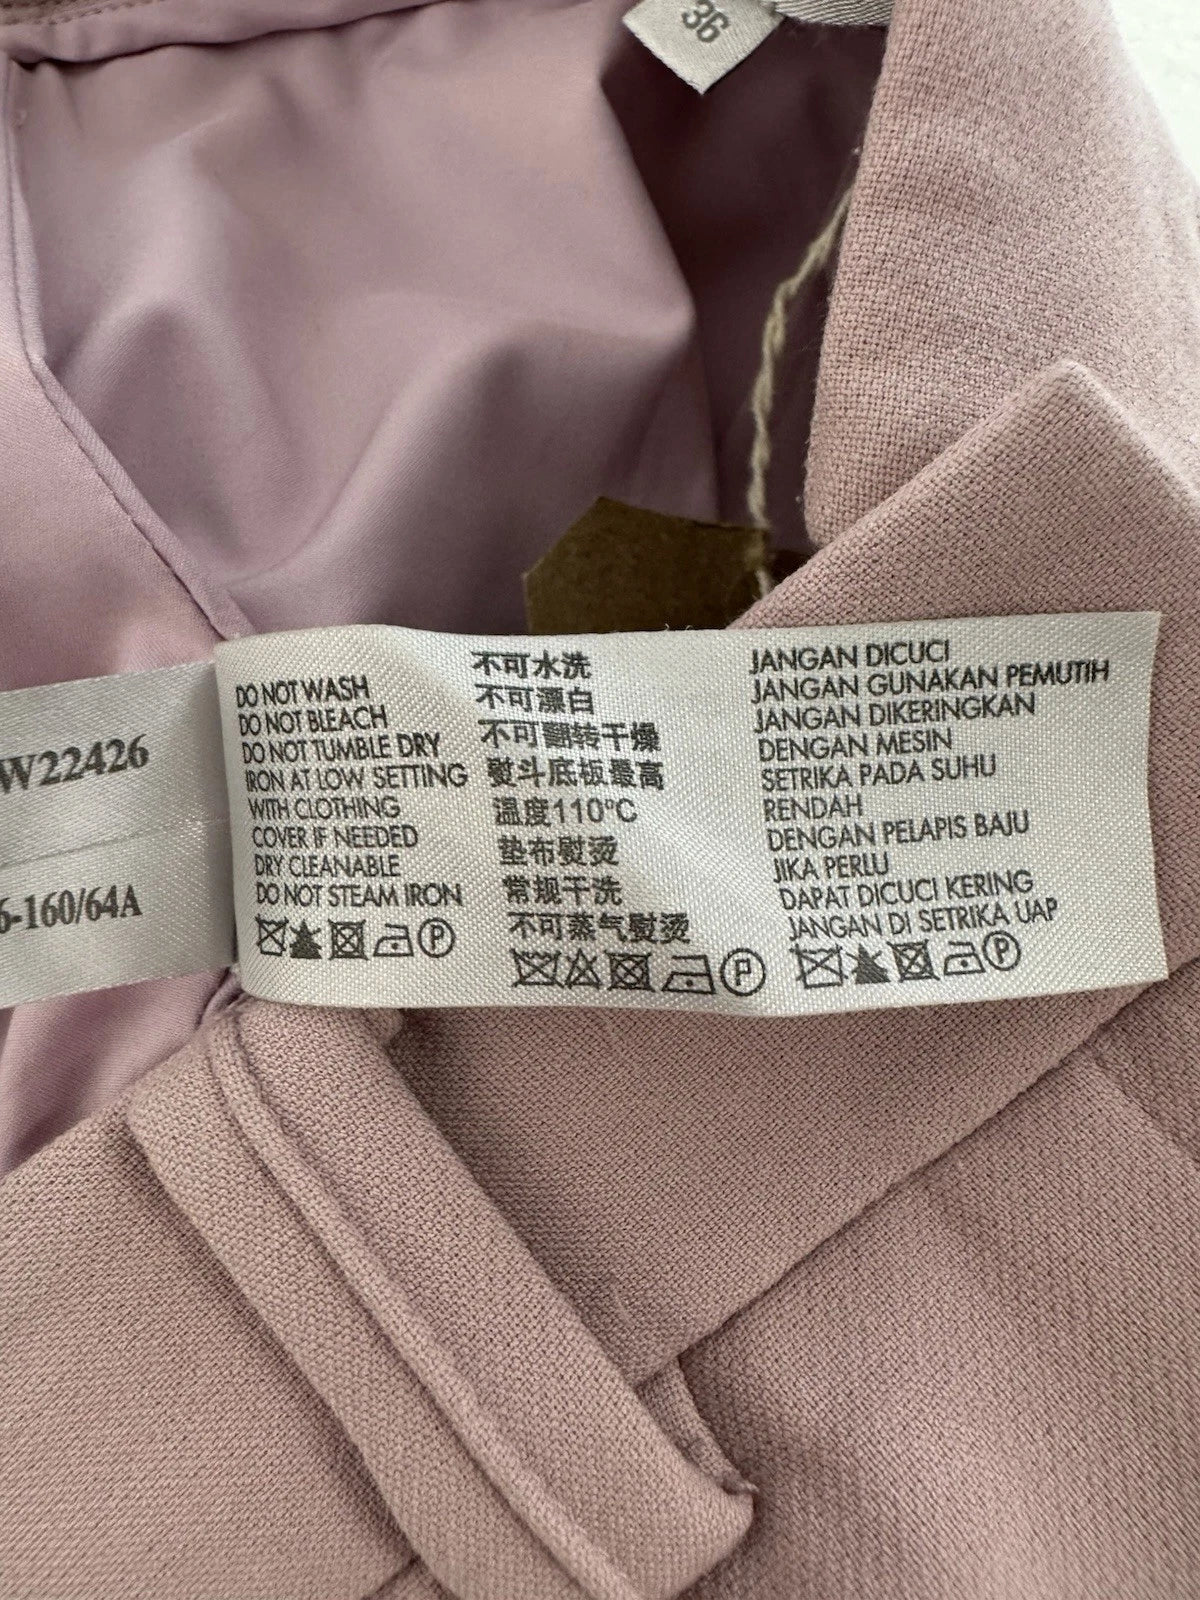 36
W22426
6-160/64A
DO NOT WASH
DO NOT BLEACH
DO NOT TUMBLE DRY
IRON AT LOW SETTING
WITH CLOTHING
COVER IF NEEDED
DRY CLEANABLE
DO NOT STEAM IRON
P
不可水洗
不可漂白
不可翻转干燥
熨斗底板最高
温度110℃
垫布熨烫
常规干洗
不可蒸气熨烫
P
JANGAN DICUCI
JANGAN GUNAKAN PEMUTIH
JANGAN DIKERINGKAN
DENGAN MESIN
SETRIKA PADA SUHU
RENDAH
DENGAN PELAPIS BAJU
JIKA PERLU
DAPAT DICUCI KERING
JANGAN DI SETRIKA UAP
P